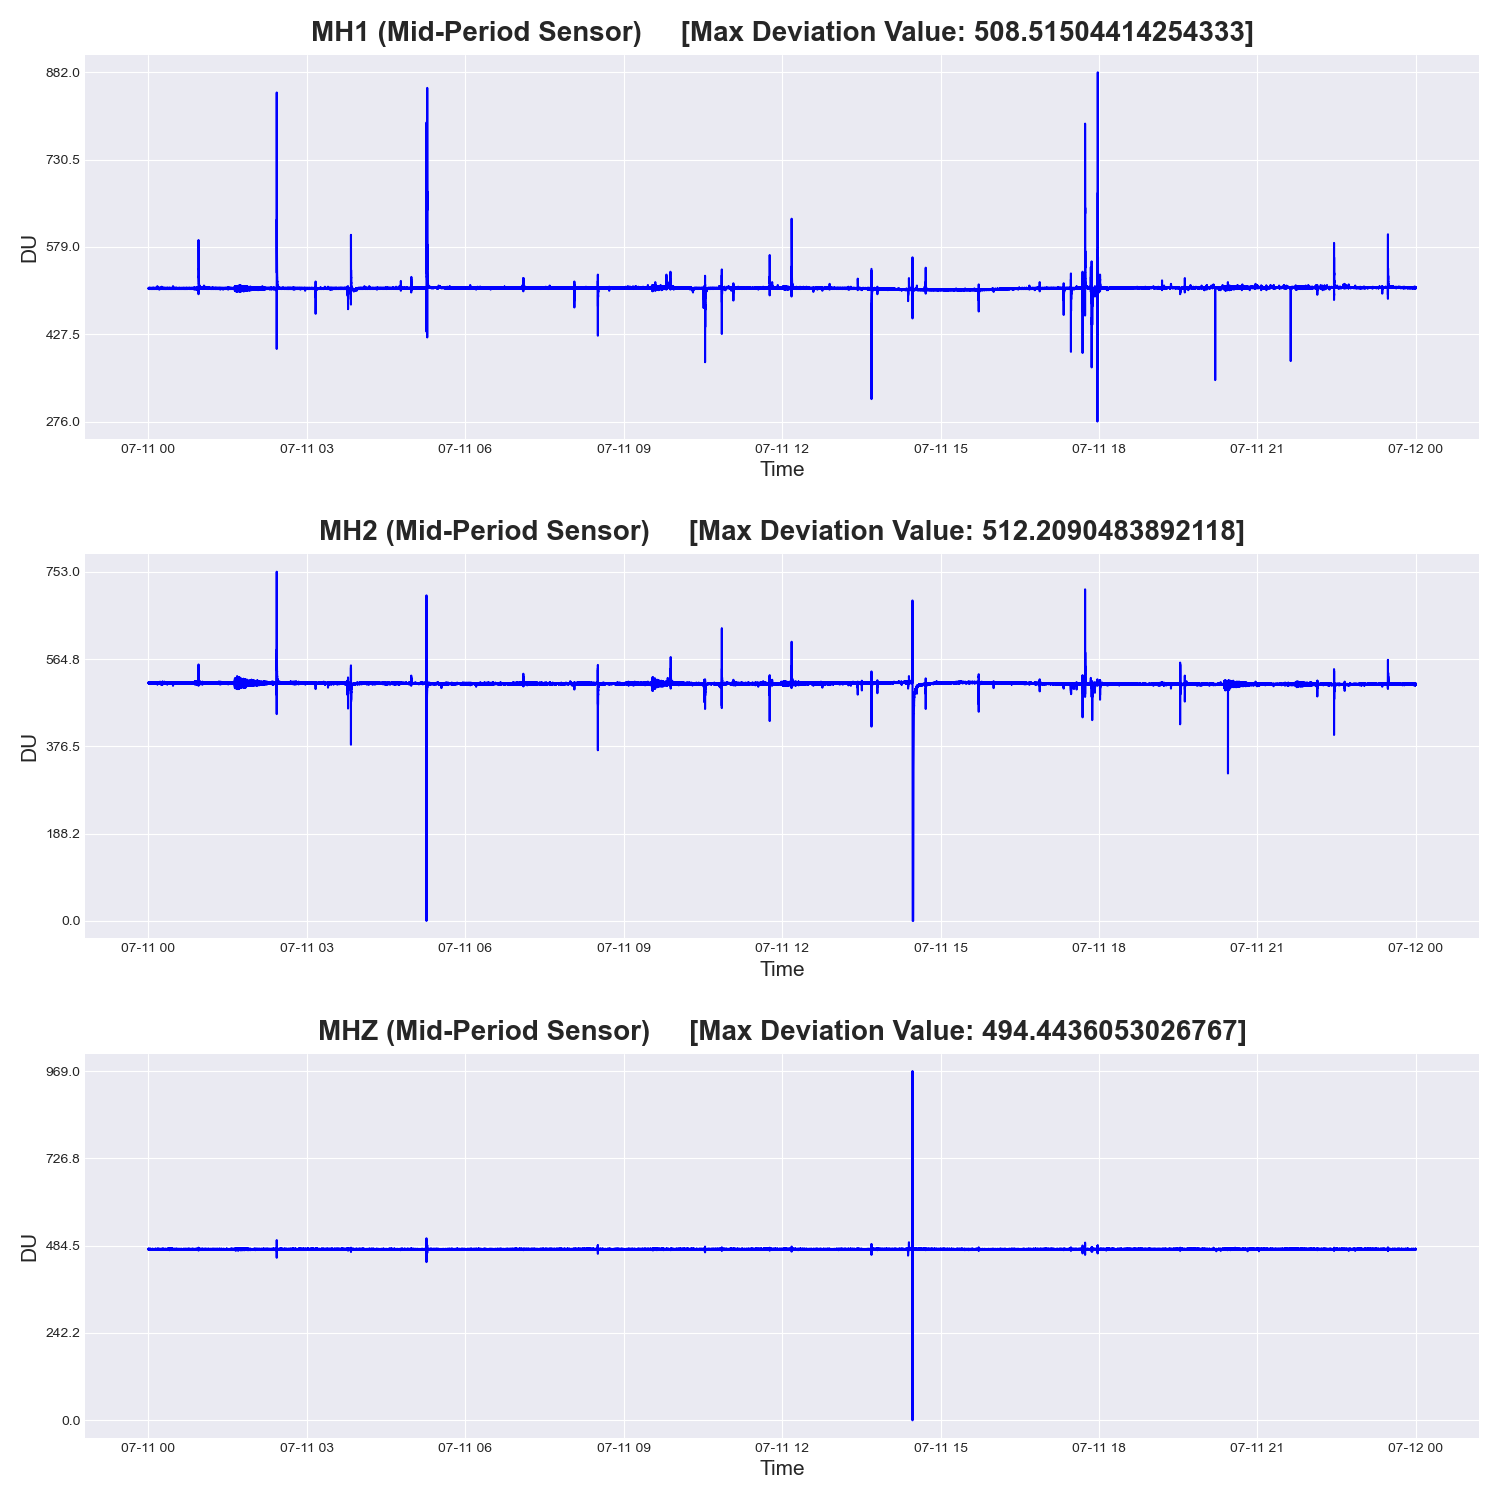 MH1 (Mid-Period Sensor) [Max Deviation Value: 508.51504414254333]
882.0
730.5
579.0
427.5
276.0
DU
07-11 00 07-11 03 07-11 06 07-11 09 07-11 12 07-11 15 07-11 18 07-11 21 07-12 00
Time
MH2 (Mid-Period Sensor) [Max Deviation Value: 512.2090483892118]
753.0
564.8
376.5
188.2
0.0
DU
07-11 00 07-11 03 07-11 06 07-11 09 07-11 12 07-11 15 07-11 18 07-11 21 07-12 00
Time
MHZ (Mid-Period Sensor) [Max Deviation Value: 494.4436053026767]
969.0
726.8
484.5
242.2
0.0
DU
07-11 00 07-11 03 07-11 06 07-11 09 07-11 12 07-11 15 07-11 18 07-11 21 07-12 00
Time